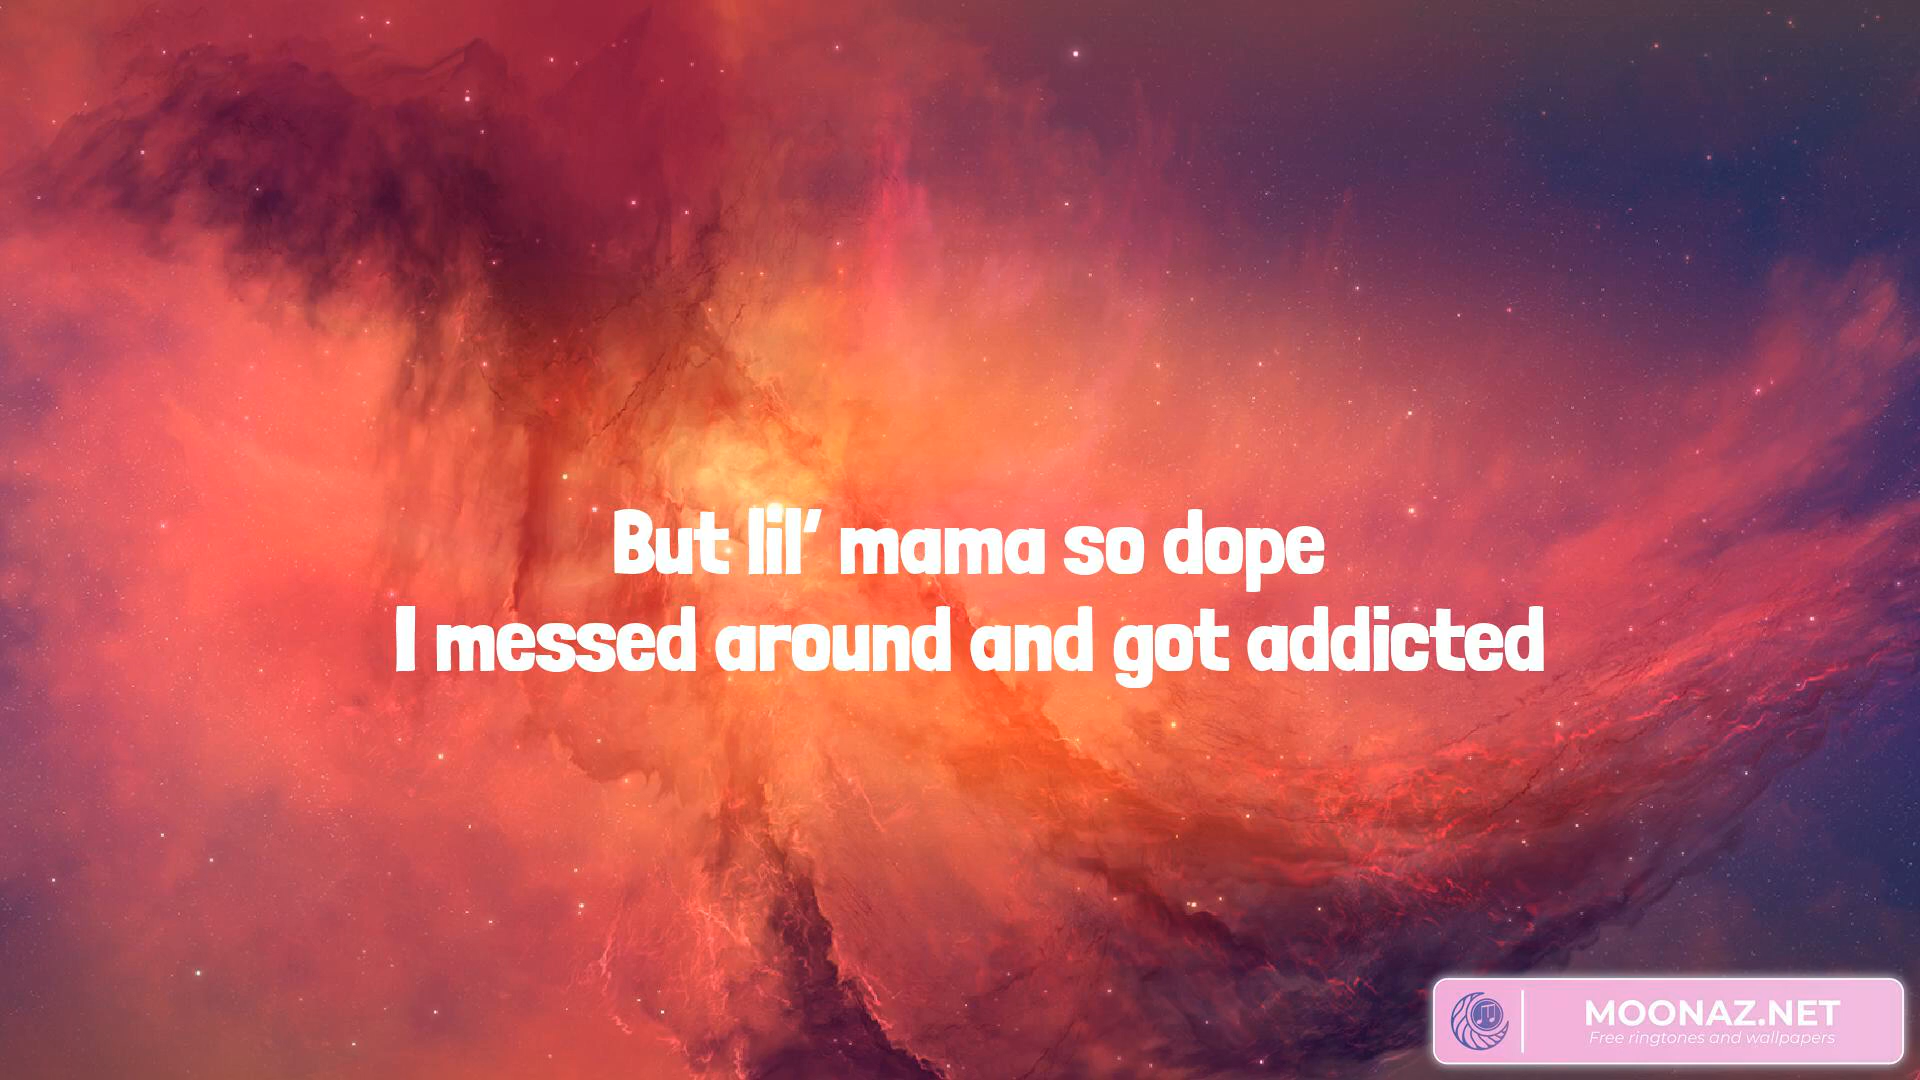 But lil’ mama so dope
I messed around and got addicted
MOONAZ.NET
Free ringtones and wallpapers